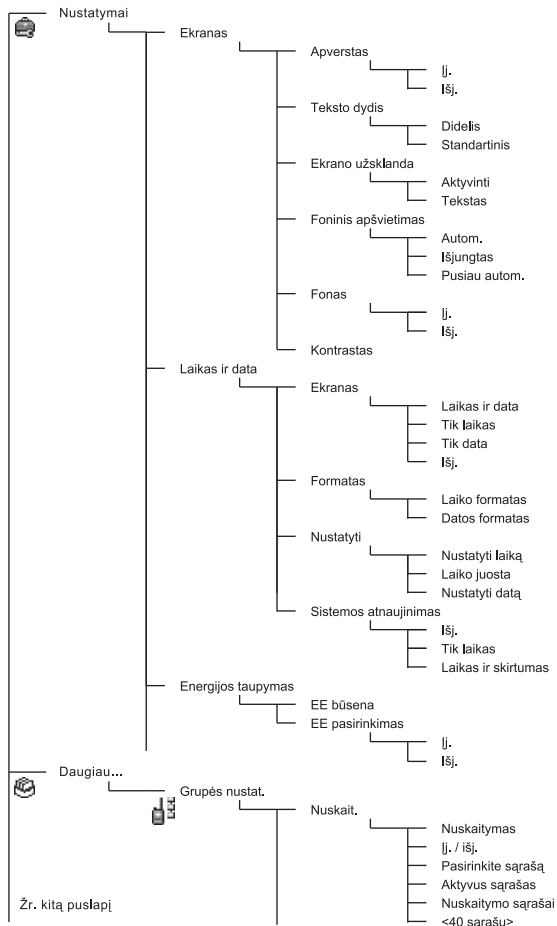 Nustatymai
Ekranas
Apverstas
Įj.
Išj.
Teksto dydis
Didelis
Standartinis
Ekrano užsklanda
Aktyvinti
Tekstas
Foninis apšvietimas
Autom.
Išjungtas
Pusiau autom.
Fonas
Įj.
Išj.
Kontrastas
Laikas ir data
Ekranas
Laikas ir data
Tik laikas
Tik data
Išj.
Formatas
Laiko formatas
Datos formatas
Nustatyti
Nustatyti laiką
Laiko juosta
Nustatyti datą
Sistemos atnaujinimas
Išj.
Tik laikas
Laikas ir skirtumas
Energijos taupymas
EE būsena
EE pasirinkimas
Įj.
Išj.
Daugiau...
Grupės nustat.
Nuskait.
Nuskaitymas
Įj. / išj.
Pasirinkite sąrašą
Aktyvus sąrašas
Nuskaitymo sąrašai
<40 sąrašų>
Žr. kitą puslapį